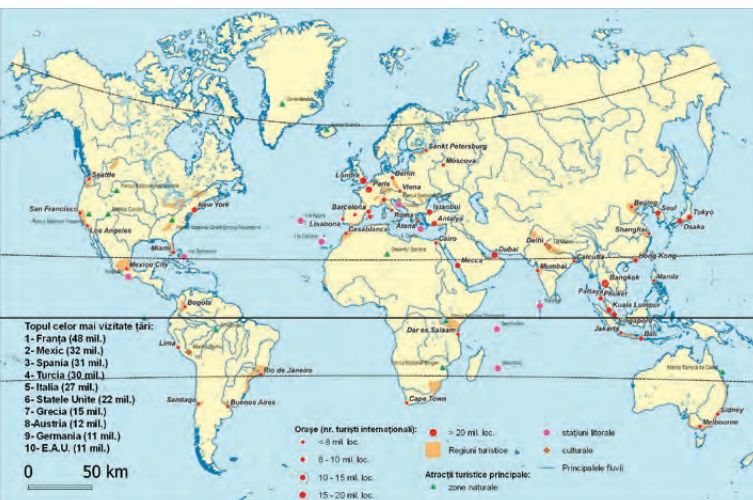 Sankt Petersburg
Moscova
Londra
Berlin
Paris
Viena
Seattle
New York
San Francisco
Los Angeles
Barcelona
Lisabona
Roma
Istanbul
Antalya
Atena
Casablanca
Cairo
Beijing
Seul
Tokyo
Osaka
Shanghai
Miami
Mexico City
Deșertul Sahara
Mecca
Dubai
Delhi
Calcutta
Mumbai
Hong Kong
Manila
Bangkok
Pattaya
Phuket
Kuala Lumpur
Singapore
Jakarta
Bali
Bogota
Lima
Dar es Salaam
Rio de Janeiro
Santiago
Buenos Aires
Cape Town
Sidney
Melbourne
Topul celor mai vizitate țări:
1- Franța (48 mil.)
2- Mexic (32 mil.)
3- Spania (31 mil.)
4- Turcia (30 mil.)
5- Italia (27 mil.)
6- Statele Unite (22 mil.)
7- Grecia (15 mil.)
8-Austria (12 mil.)
9- Germania (11 mil.)
10- E.A.U. (11 mil.)
0 50 km
Orașe (nr. turiști internaționali):
< 8 mil. loc.
8 - 10 mil. loc.
10 - 15 mil. loc.
15 - 20 mil. loc.
> 20 mil. loc.
Regiuni turistice
Atracții turistice principale:
zone naturale
stațiuni litorale
culturale
Principalele fluvii